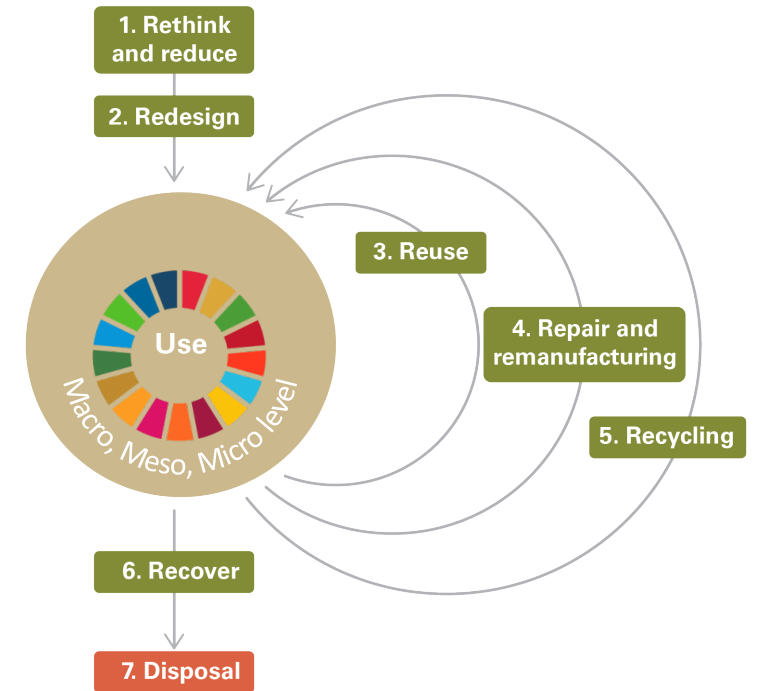 1. Rethink
and reduce
2. Redesign
3. Reuse
Use
4. Repair and
remanufacturing
Macro, Meso, Micro level
5. Recycling
6. Recover
7. Disposal